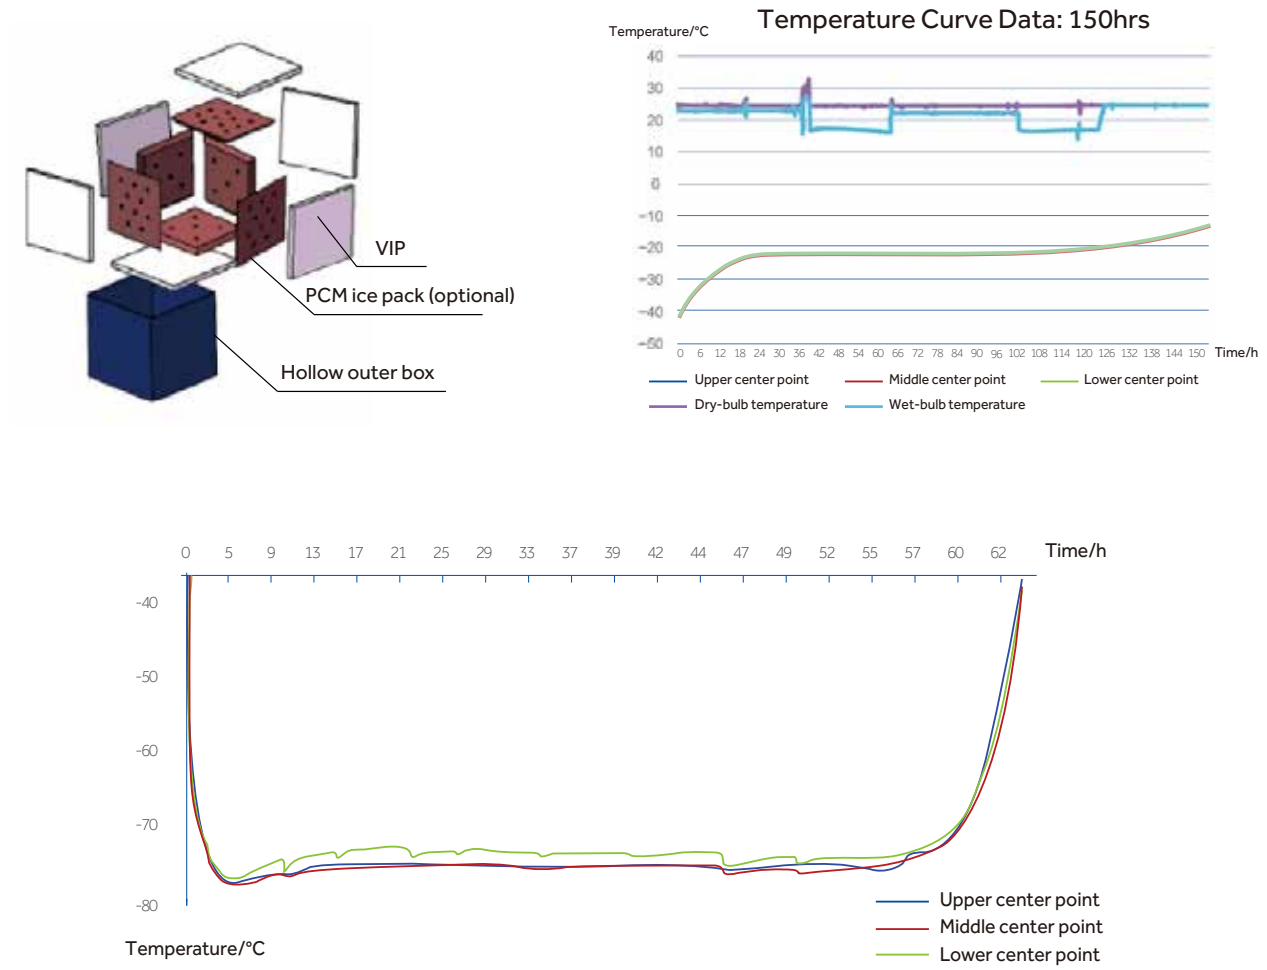 Temperature Curve Data: 150hrs
Temperature/°C
40
30
20
10
0
-10
-20
-30
-40
-50
0 6 12 18 24 30 36 42 48 54 60 66 72 78 84 90 96 102 108 114 120 126 132 138 144 150 Time/h
Upper center point Middle center point Lower center point
Dry-bulb temperature Wet-bulb temperature
VIP
PCM ice pack (optional)
Hollow outer box
0 5 9 13 17 21 25 29 33 37 39 42 44 47 49 52 55 57 60 62 Time/h
-40
-50
-60
-70
-80
Temperature/°C
Upper center point
Middle center point
Lower center point